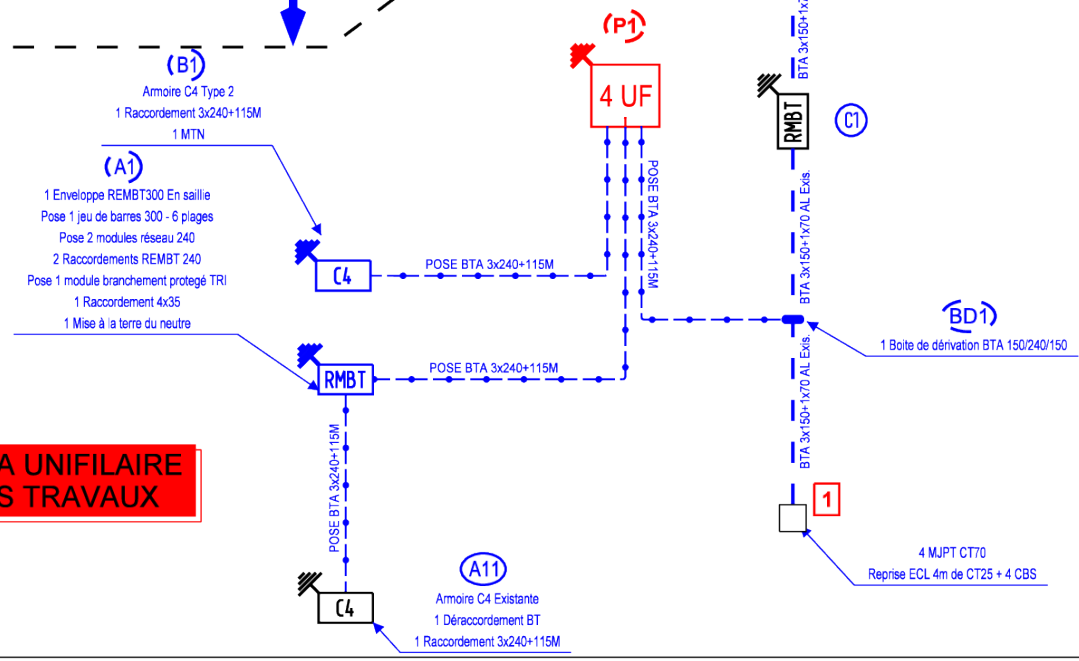 (P1)
BTA 3x150+1x7
(B1)
Armoire C4 Type 2
1 Raccordement 3x240+115M
1 MTN
4 UF
RMBT
C1
(A1)
1 Enveloppe REMBT300 En saillie
Pose 1 jeu de barres 300 - 6 plages
Pose 2 modules réseau 240
2 Raccordements REMBT 240
Pose 1 module branchement protegé TRI
1 Raccordement 4x35
1 Mise à la terre du neutre
POSE BTA 3x240+115M
BTA 3x150+1x70 AL Exis.
C4
POSE BTA 3x240+115M
(BD1)
1 Boite de dérivation BTA 150/240/150
RMBT
POSE BTA 3x240+115M
BTA 3x150+1x70 AL Exis.
POSE BTA 3x240+115M
A UNIFILAIRE
S TRAVAUX
1
4 MJPT CT70
Reprise ECL 4m de CT25 + 4 CBS
A11
Armoire C4 Existante
1 Déraccordement BT
1 Raccordement 3x240+115M
C4